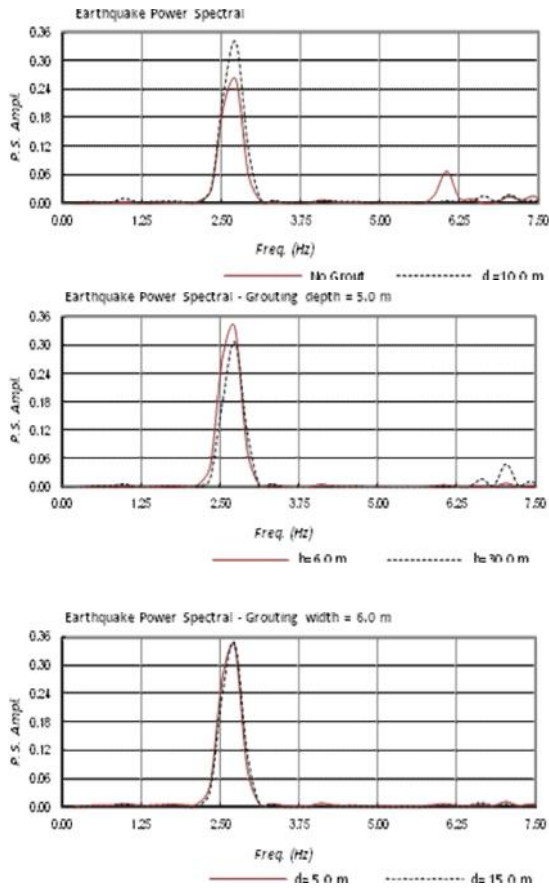 Earthquake Power Spectral
P.S. Ampl.
0.36
0.30
0.24
0.18
0.12
0.06
0.00
0.00 1.25 2.50 3.75 5.00 6.25 7.50
Freq. (Hz)
No Grout d=10.0 m
Earthquake Power Spectral - Grouting depth = 5.0 m
P.S. Ampl.
0.36
0.30
0.24
0.18
0.12
0.06
0.00
0.00 1.25 2.50 3.75 5.00 6.25 7.50
Freq. (Hz)
h=6.0 m h=30.0 m
Earthquake Power Spectral - Grouting width = 6.0 m
P.S. Ampl.
0.36
0.30
0.24
0.18
0.12
0.06
0.00
0.00 1.25 2.50 3.75 5.00 6.25 7.50
Freq. (Hz)
d=5.0 m d=15.0 m